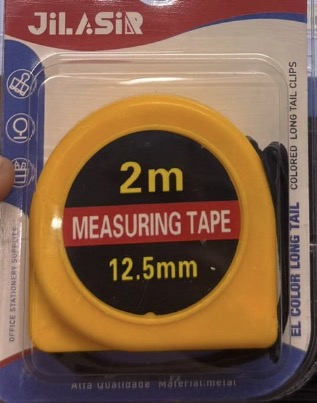 JiLASIR
2m
MEASURING TAPE
12.5mm
OFFICE STATIONERY SUPPLIES
EL COLOR LONG TAIL
COLORED LONG TAIL CLIPS
Alta Qualidade Material:metal